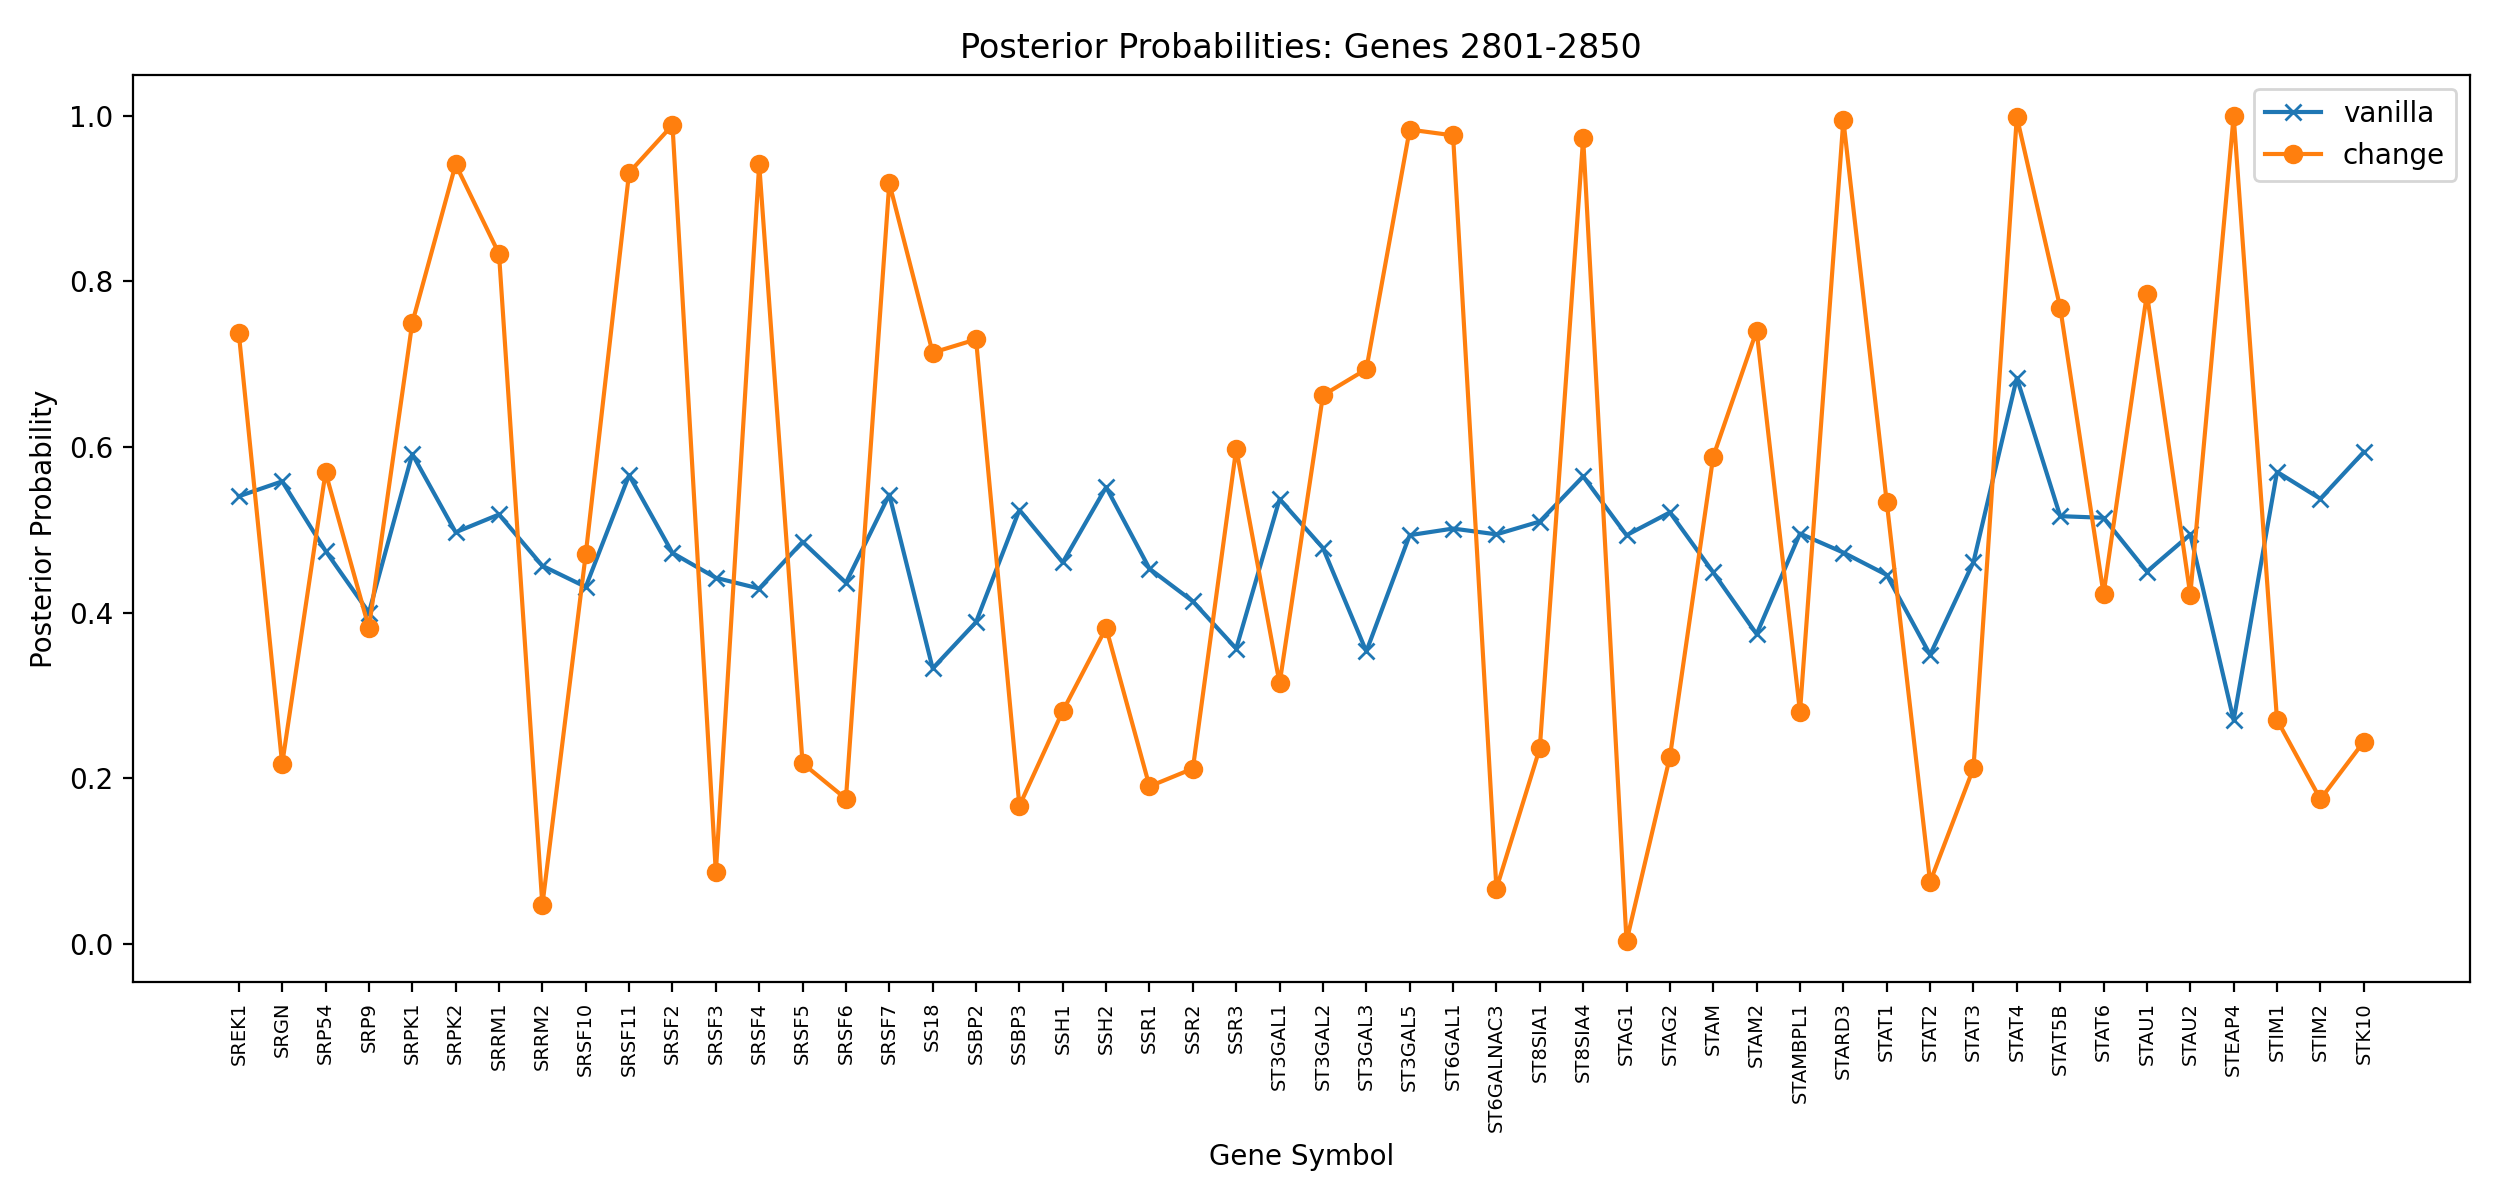 Posterior Probabilities: Genes 2801-2850
vanilla
change
Posterior Probability
1.0
0.8
0.6
0.4
0.2
0.0
SREK1
SRGN
SRP54
SRP9
SRPK1
SRPK2
SRRM1
SRRM2
SRSF10
SRSF11
SRSF2
SRSF3
SRSF4
SRSF5
SRSF6
SRSF7
SS18
SSBP2
SSBP3
SSH1
SSH2
SSR1
SSR2
SSR3
ST3GAL1
ST3GAL2
ST3GAL3
ST3GAL5
ST6GAL1
ST6GALNAC3
ST8SIA1
ST8SIA4
STAG1
STAG2
STAM
STAM2
STAMBPL1
STARD3
STAT1
STAT2
STAT3
STAT4
STAT5B
STAT6
STAU1
STAU2
STEAP4
STIM1
STIM2
STK10
Gene Symbol